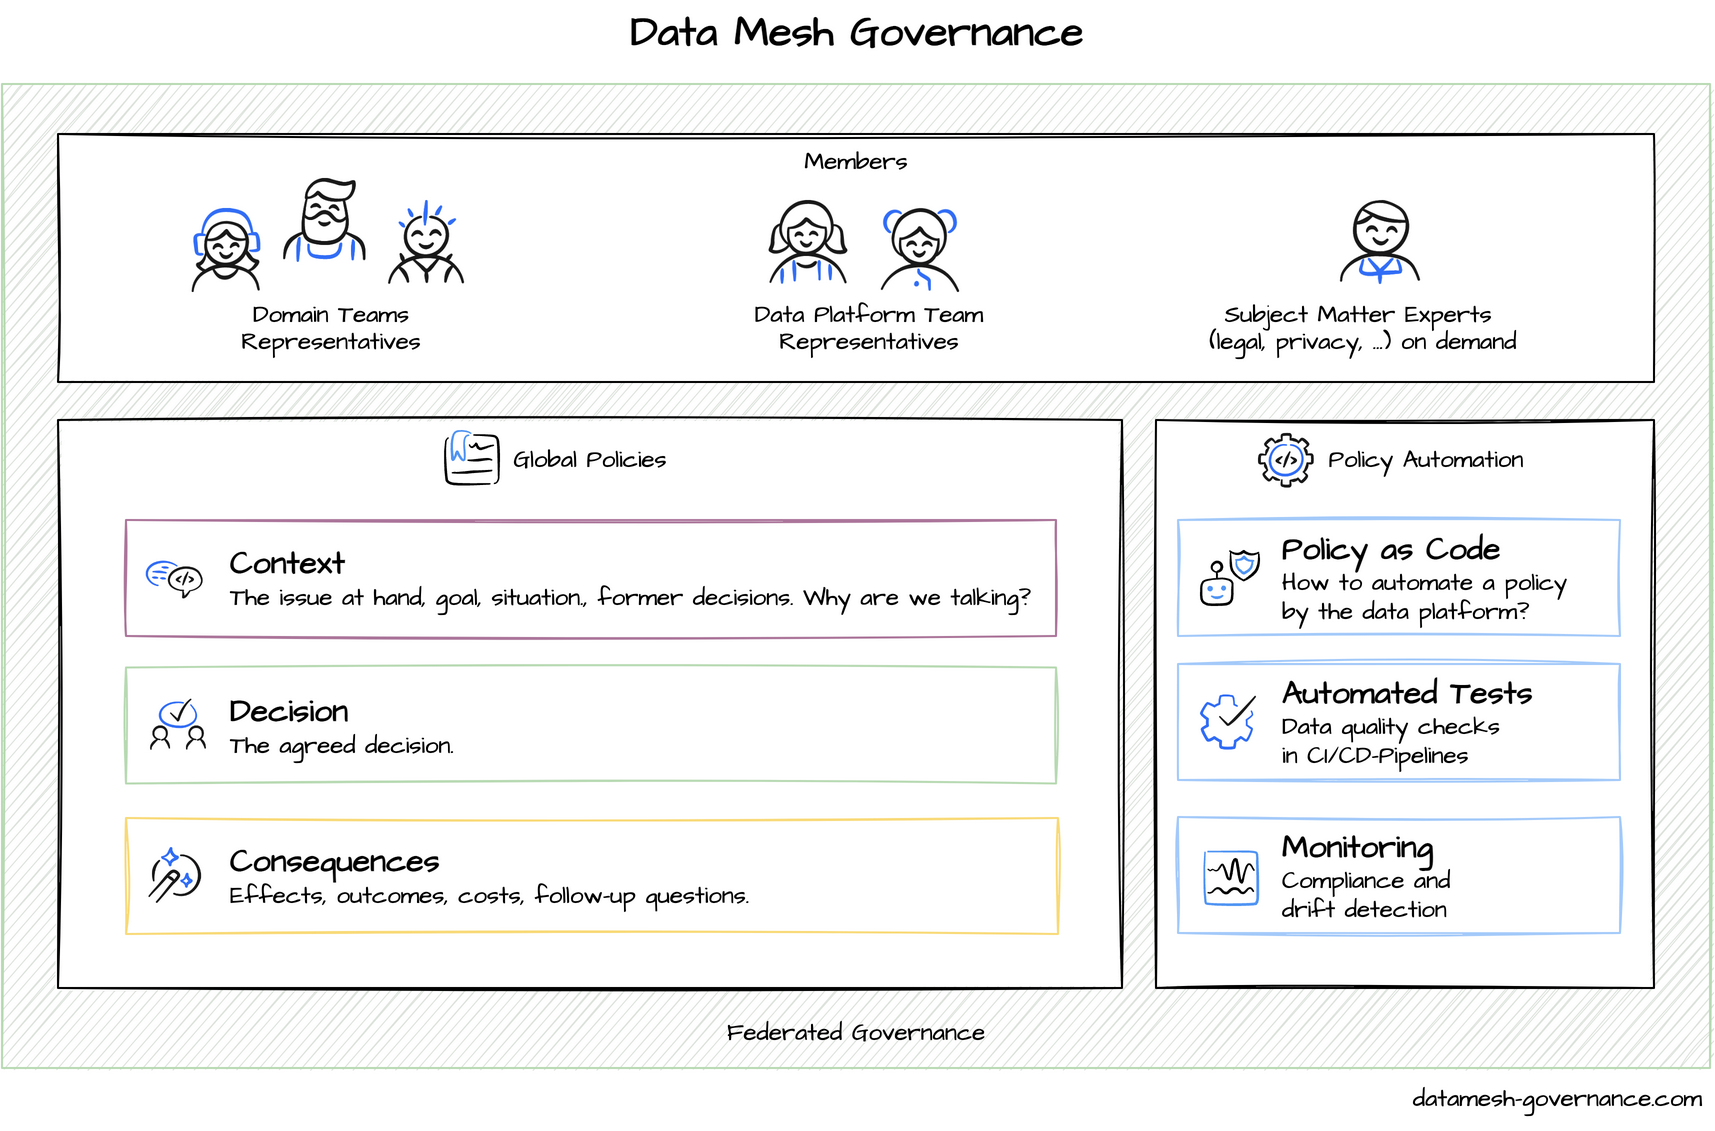 Data Mesh Governance
Members
Domain Teams
Representatives
Data Platform Team
Representatives
Subject Matter Experts
(legal, privacy, ...) on demand
Global Policies
Context
The issue at hand, goal, situation., former decisions. Why are we talking?
Decision
The agreed decision.
Consequences
Effects, outcomes, costs, follow-up questions.
Policy Automation
Policy as Code
How to automate a policy
by the data platform?
Automated Tests
Data quality checks
in CI/CD-Pipelines
Monitoring
Compliance and
drift detection
Federated Governance
datamesh-governance.com